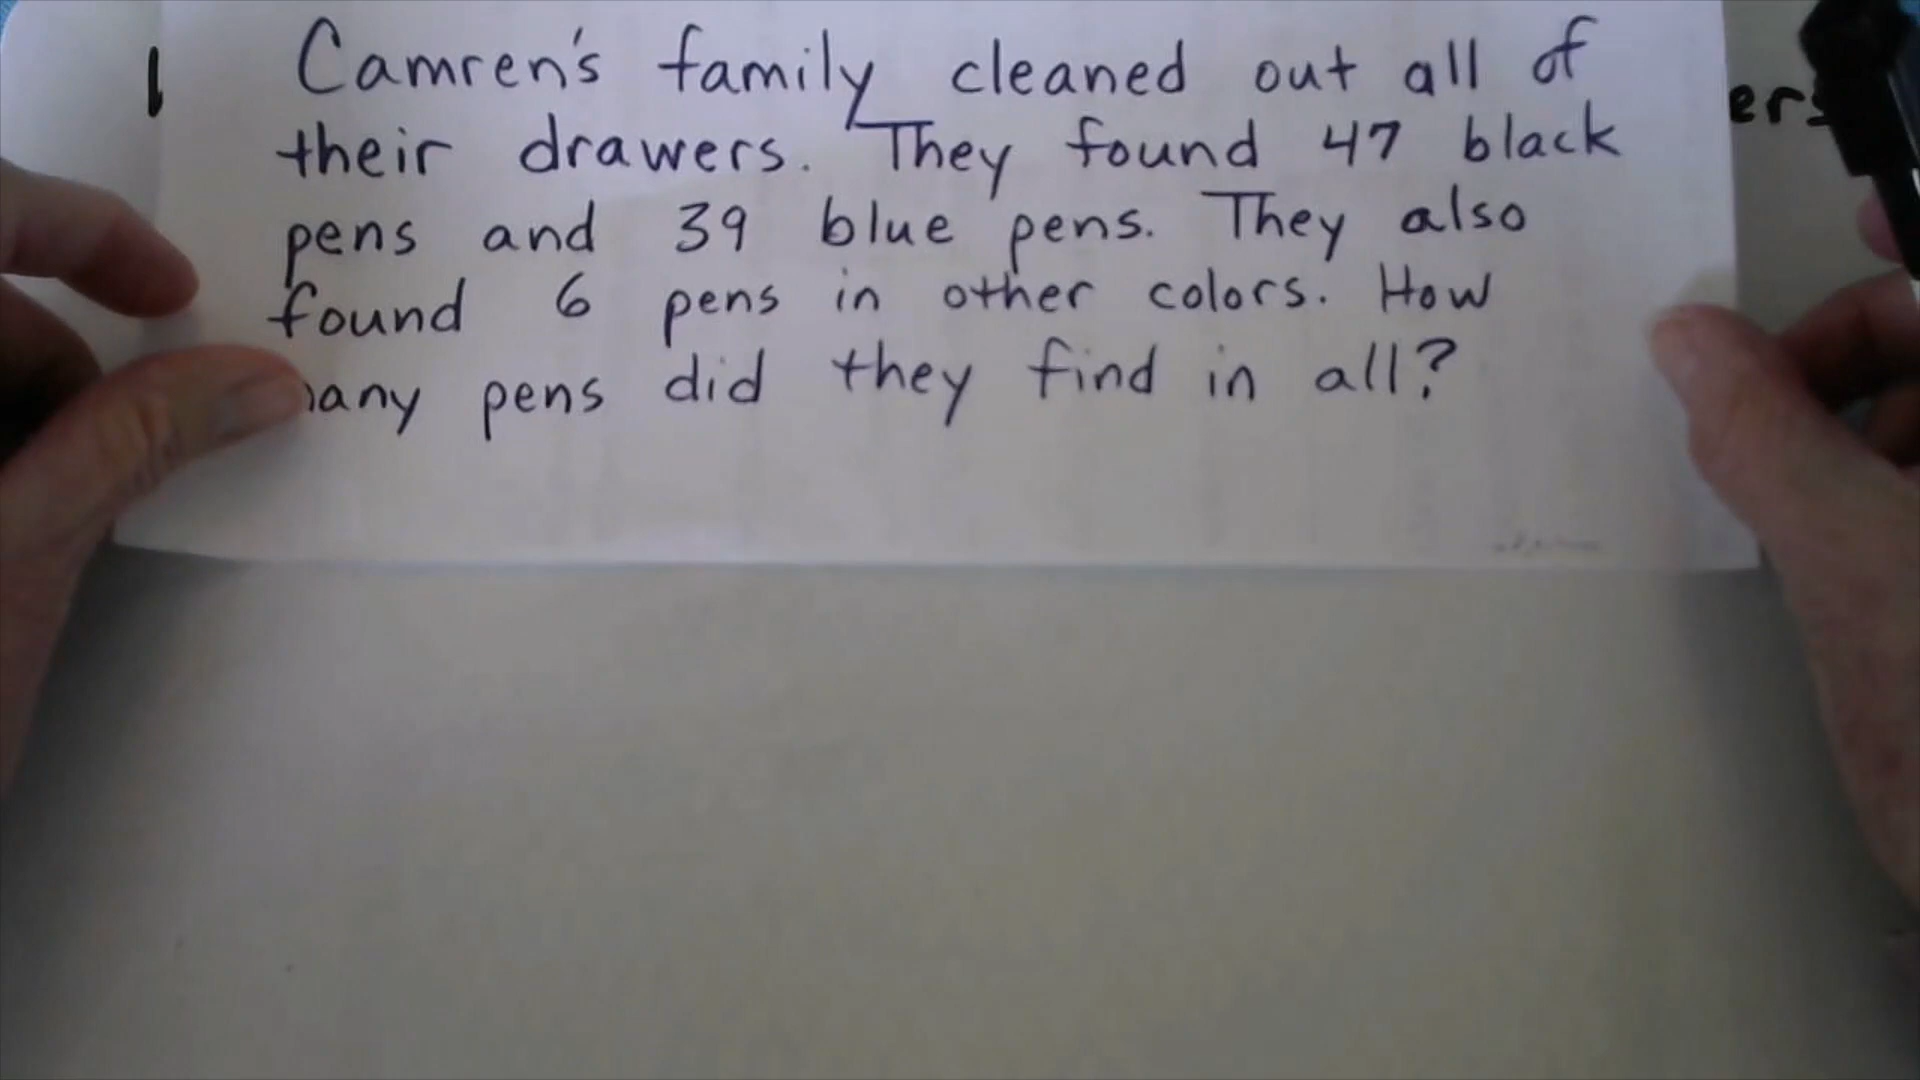 Camren's family cleaned out all of
their drawers. They found 47 black
pens and 39 blue pens. They also
found 6 pens in other colors. How
pens did they find in all?